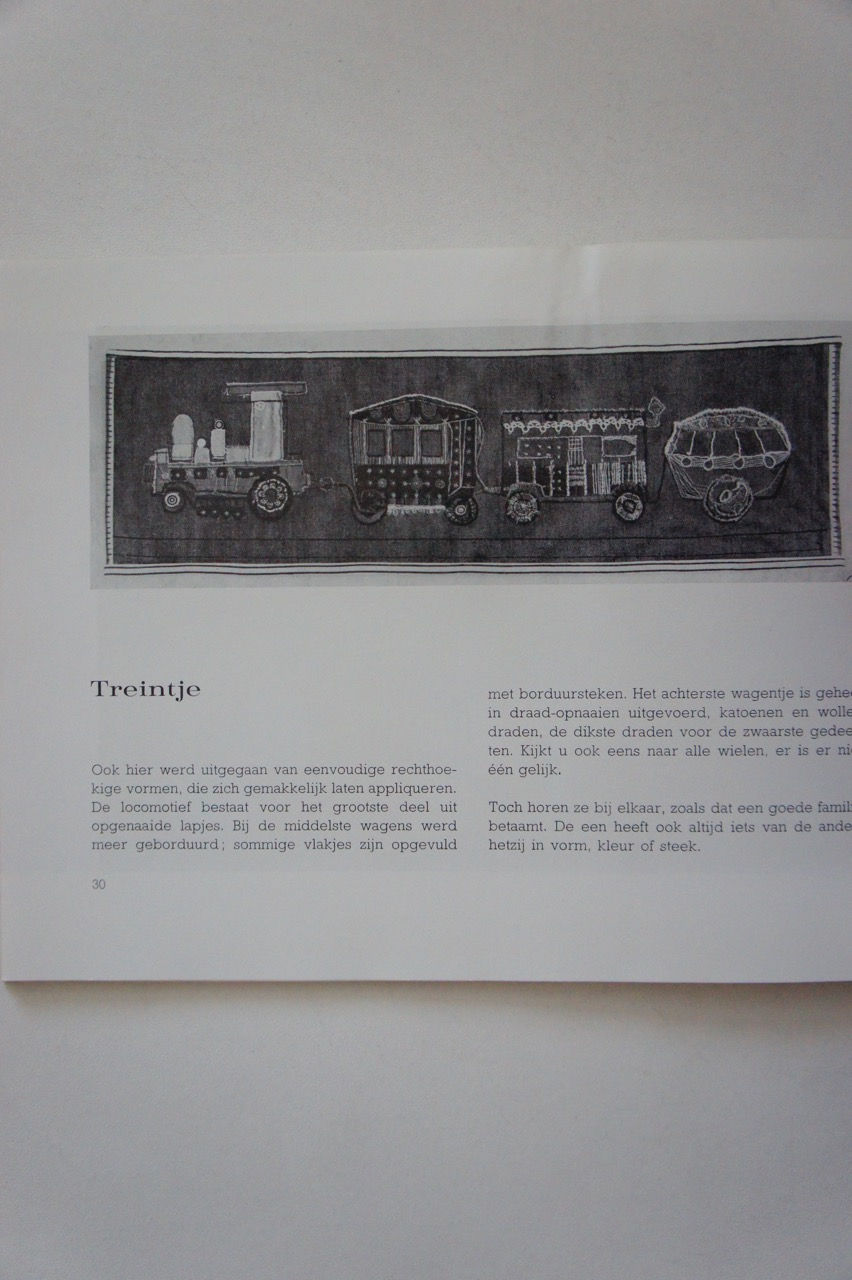 Treintje
Ook hier werd uitgegaan van eenvoudige rechthoe-
kige vormen, die zich gemakkelijk laten appliqueren.
De locomotief bestaat voor het grootste deel uit
opgenaaide lapjes. Bij de middelste wagens werd
meer geborduurd; sommige vlakjes zijn opgevuld
met borduursteken. Het achterste wagentje is
in draad-opnaaien uitgevoerd, katoenen en
draden, de dikste draden voor de zwaarste
ten. Kijkt u ook eens naar alle wielen, er is er
één gelijk.
Toch horen ze bij elkaar, zoals dat een goede
betaamt. De een heeft ook altijd iets van de
hetzij in vorm, kleur of steek.
30